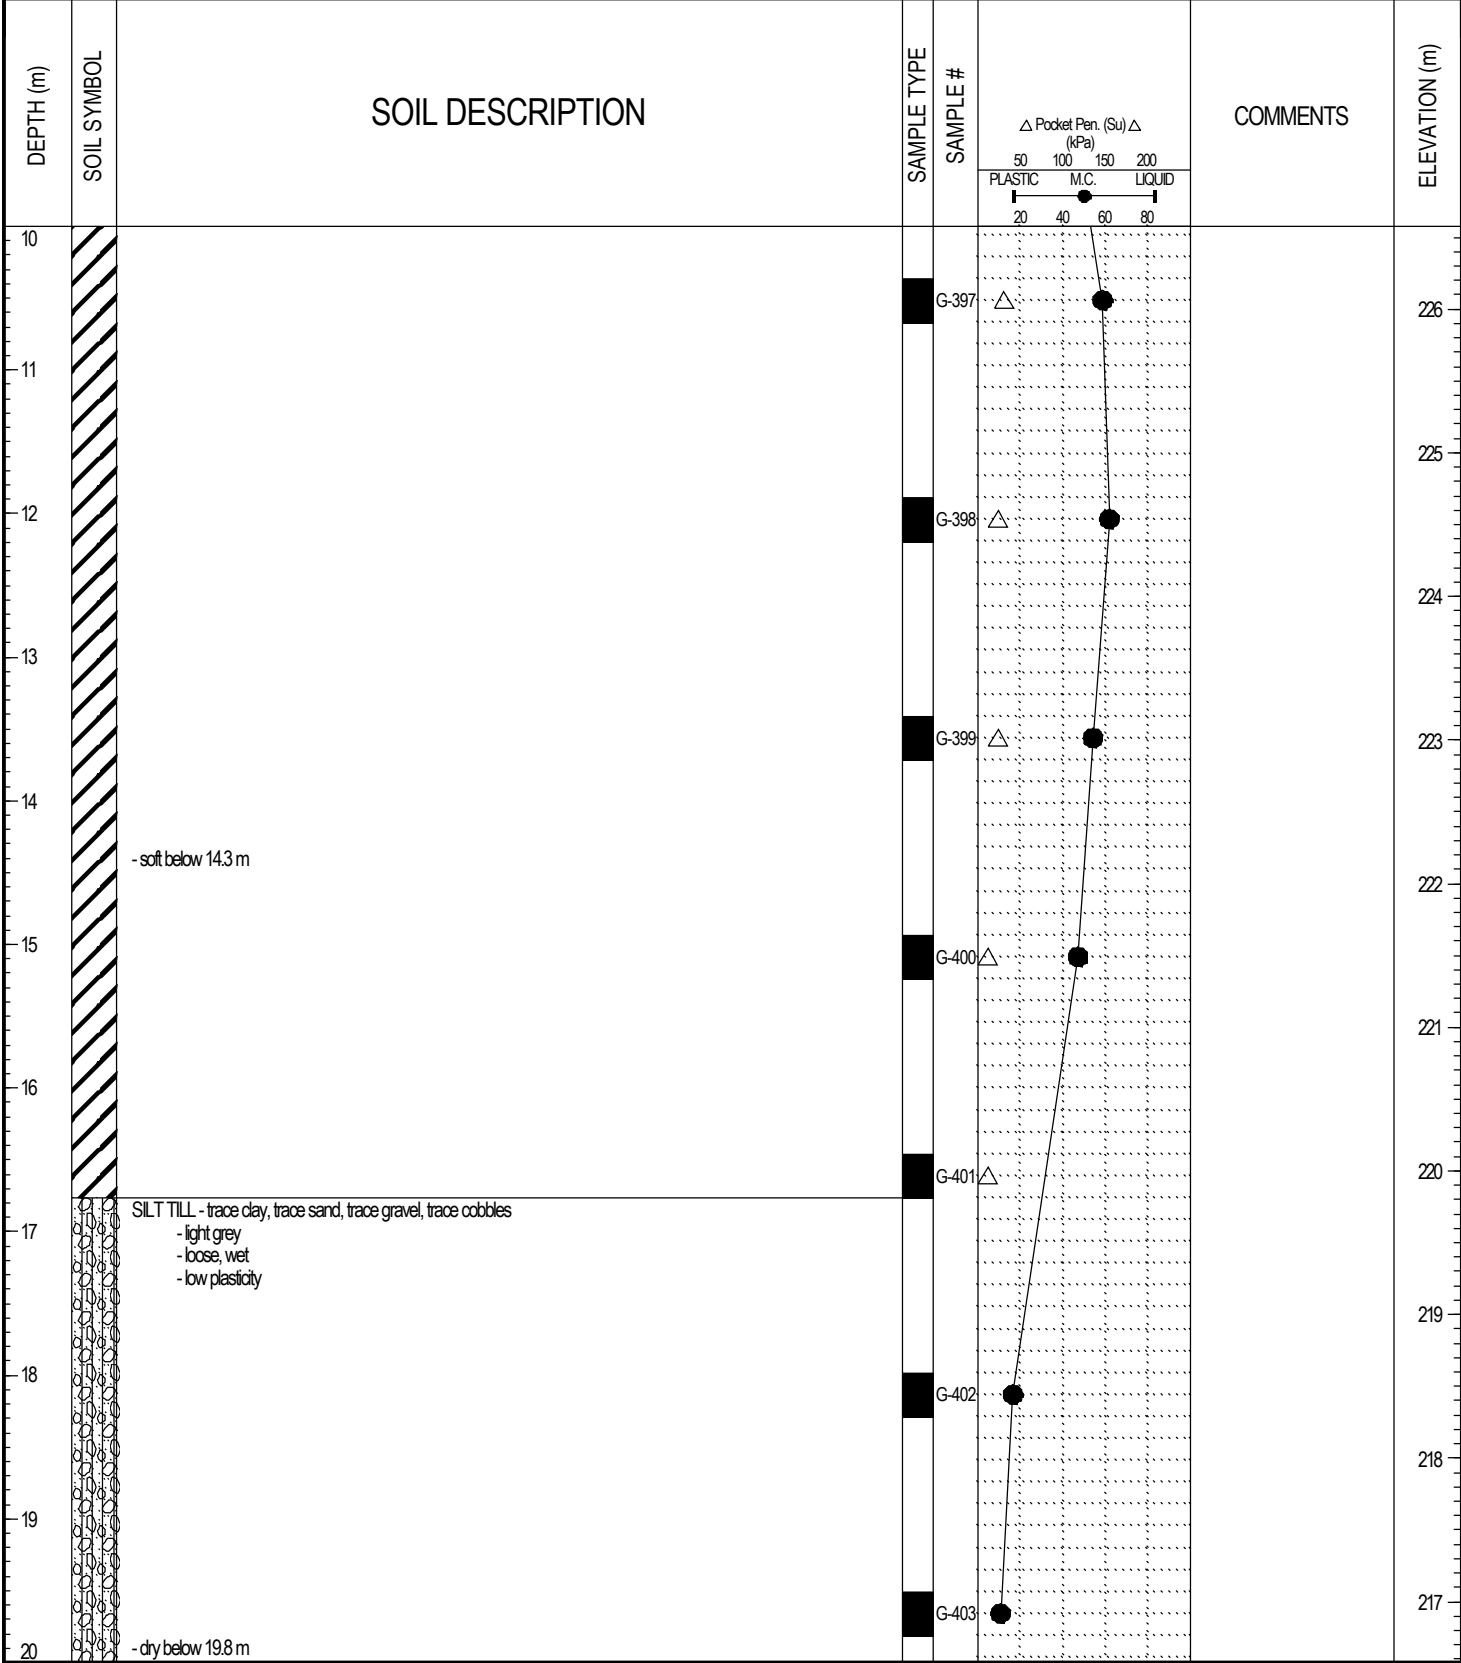 DEPTH (m)
SOIL SYMBOL
SOIL DESCRIPTION
SAMPLE TYPE
SAMPLE #
△ Pocket Pen. (Su) △
(kPa)
50 100 150 200
PLASTIC M.C. LIQUID
20 40 60 80
COMMENTS
ELEVATION (m)
10
G-397
226
11
225
12
G-398
224
13
G-399
223
14
- soft below 14.3 m
222
15
G-400
221
16
G-401
220
SILT TILL - trace clay, trace sand, trace gravel, trace cobbles
17
- light grey
- loose, wet
- low plasticity
219
18
G-402
218
19
217
G-403
20
- dry below 19.8 m